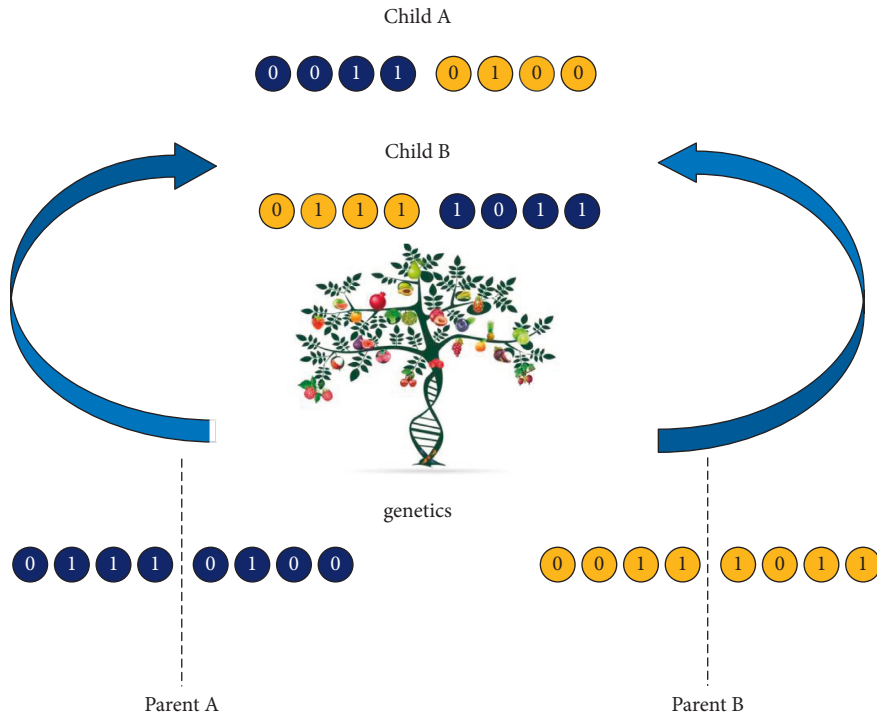 Child A
0 0 1 1 0 1 0 0
Child B
0 1 1 1 1 0 1 1
genetics
0 1 1 1 0 1 0 0
0 0 1 1 1 0 1 1
Parent A
Parent B